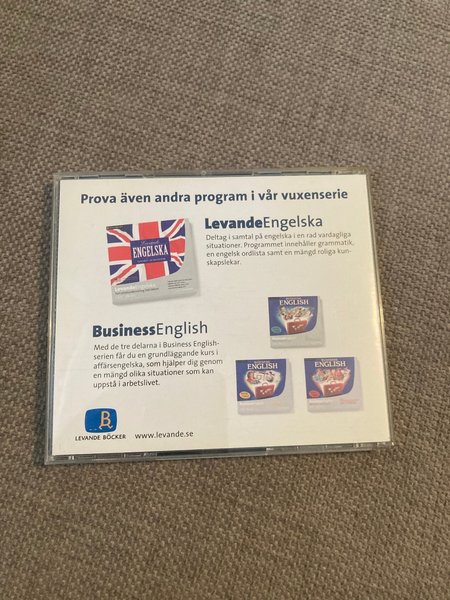 Prova även andra program i vår vuxenserie
LevandeEngelska
Deltag i samtal på engelska i en rad vardagliga
situationer. Programmet innehåller grammatik,
en engelsk ordlista samt en mängd roliga kun-
skapslekar.
Levande
ENGELSKA
LevandeEngelska
BusinessEnglish
Med de tre delarna i Business English-
serien får du en grundläggande kurs i
affärsengelska, som hjälper dig genom
en mängd olika situationer som kan
uppstå i arbetslivet.
ENGLISH
ENGLISH
ENGLISH
LEVANDE BÖCKER
www.levande.se